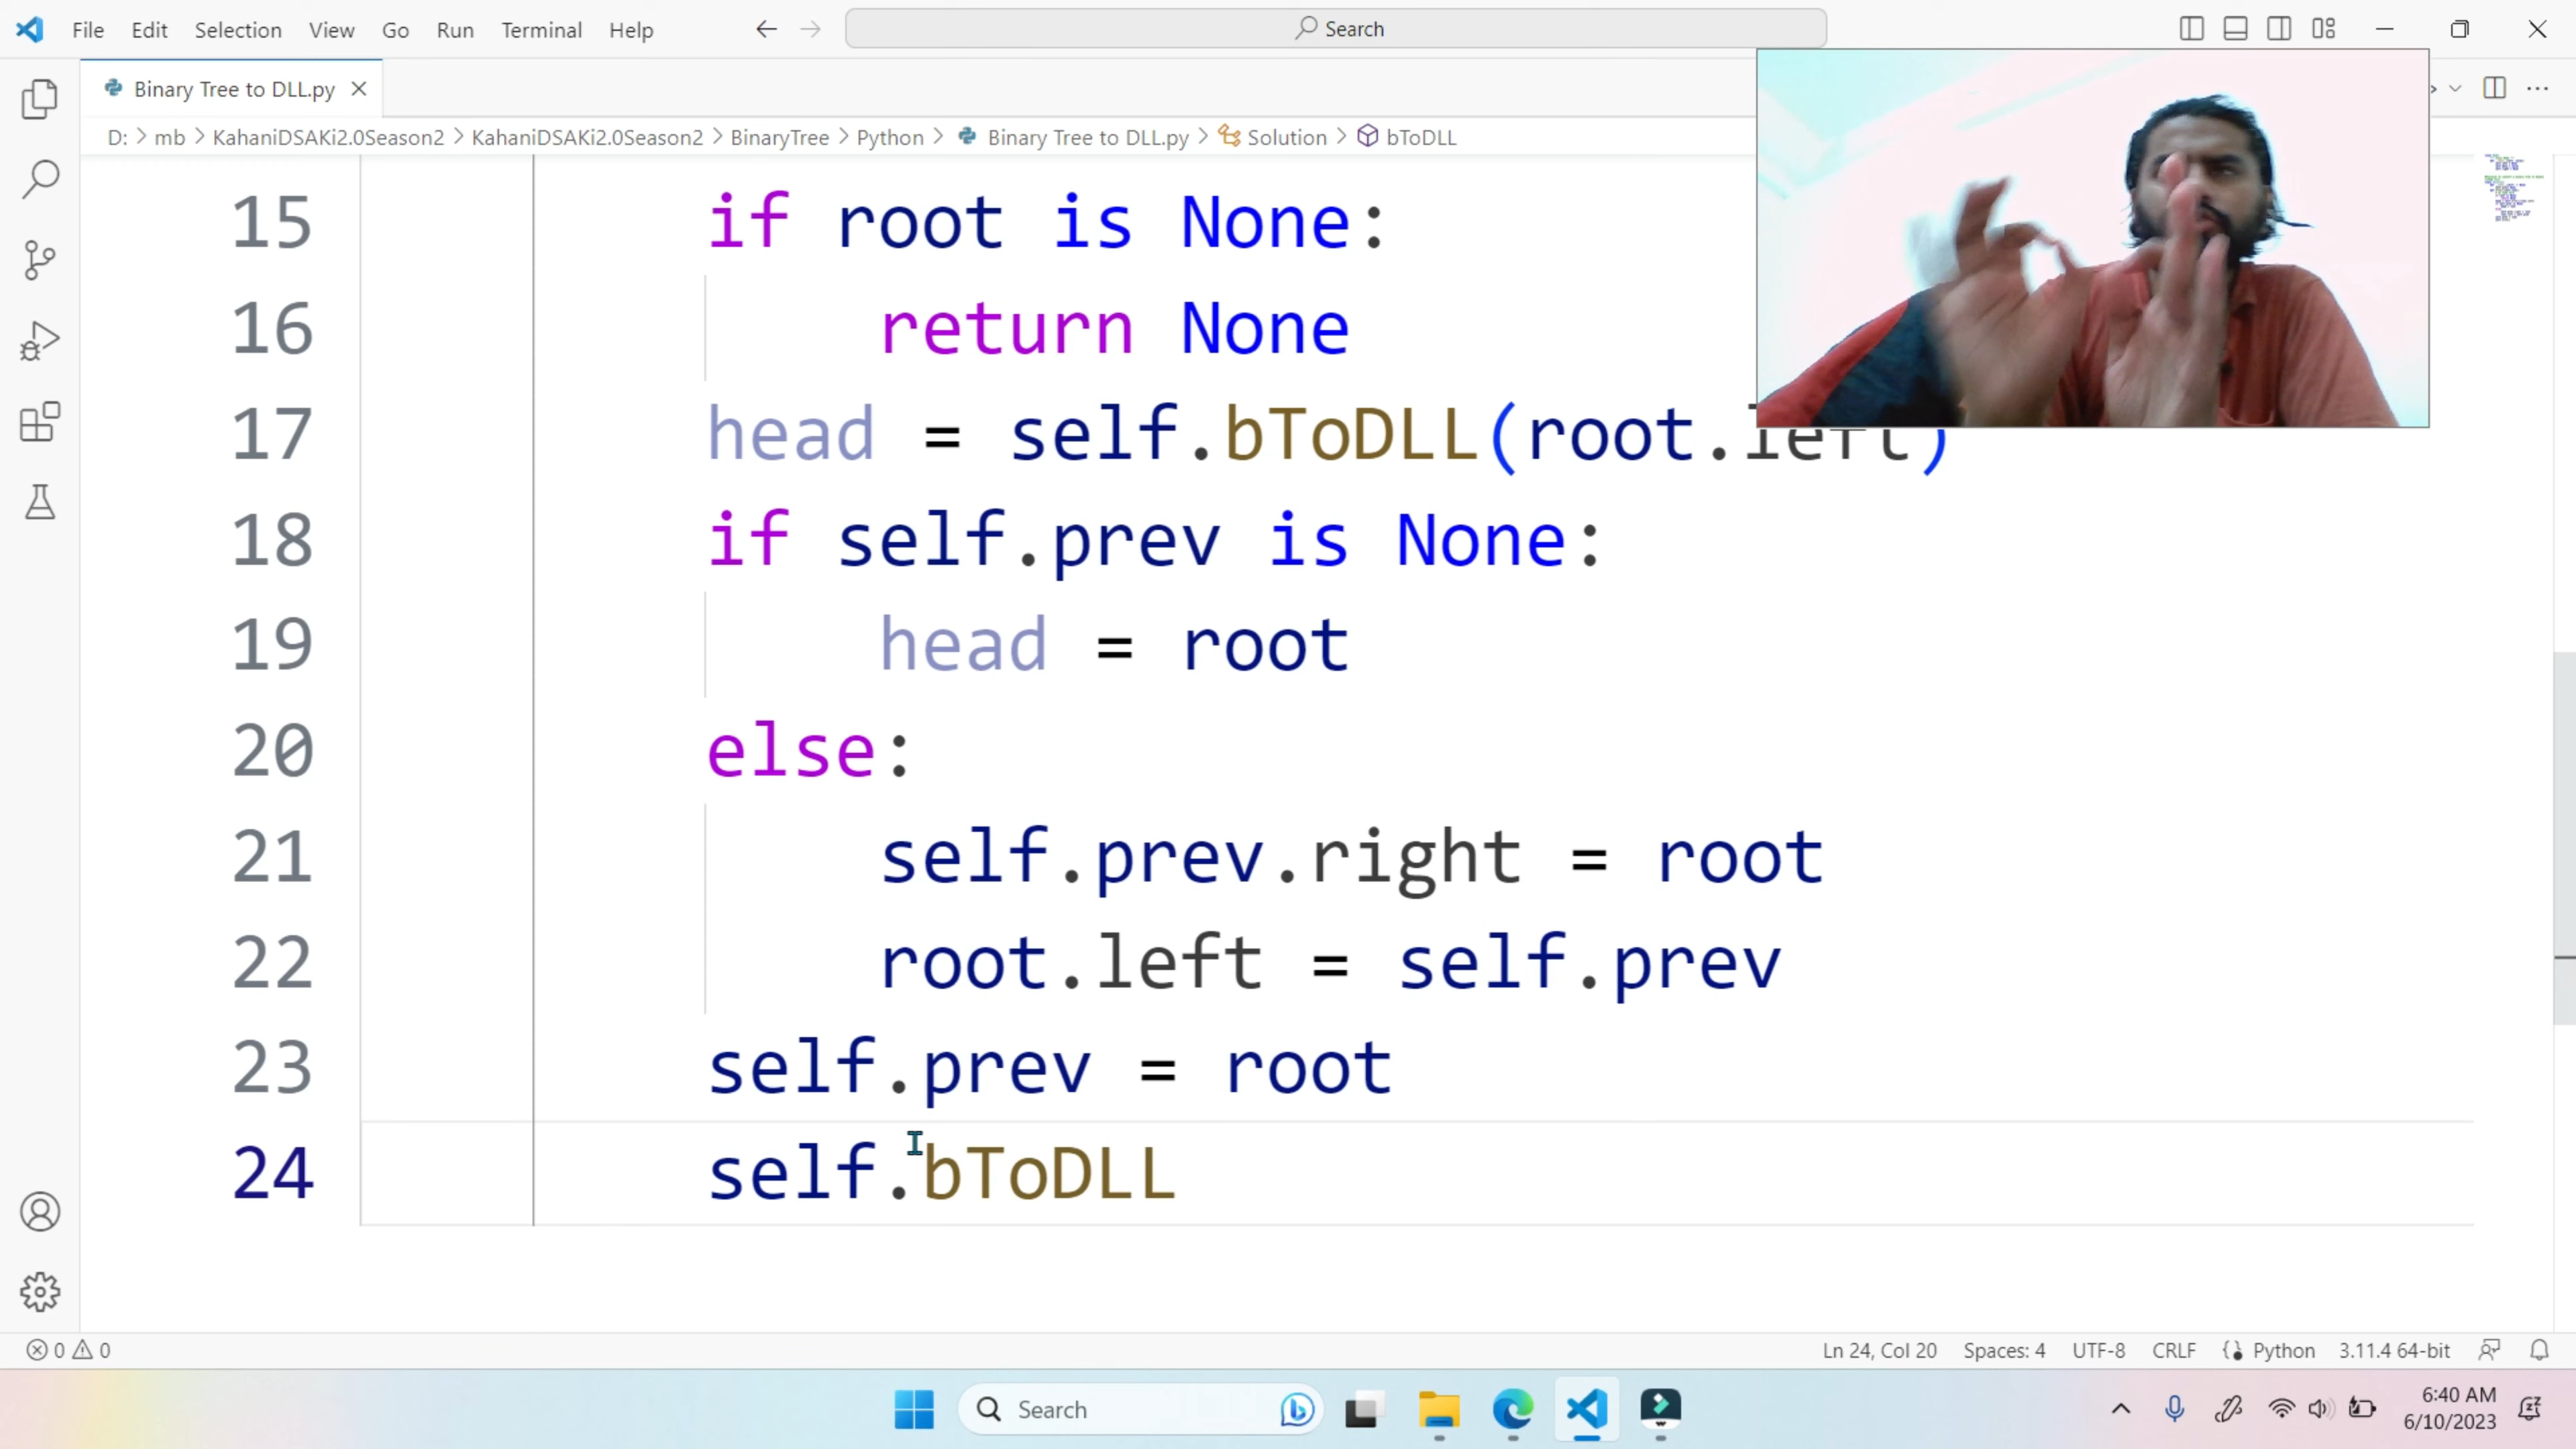 File Edit Selection View Go Run Terminal Help Search
Binary Tree to DLL.py
D: > mb > KahaniDSAKi2.0Season2 > KahaniDSAKi2.0Season2 > BinaryTree > Python > Binary Tree to DLL.py > Solution > bToDLL
15 if root is None:
16 return None
17 head = self.bToDLL(root.left)
18 if self.prev is None:
19 head = root
20 else:
21 self.prev.right = root
22 root.left = self.prev
23 self.prev = root
24 self.bToDLL
0 0 Ln 24, Col 20 Spaces: 4 UTF-8 CRLF Python 3.11.4 64-bit
Search
6:40 AM
6/10/2023